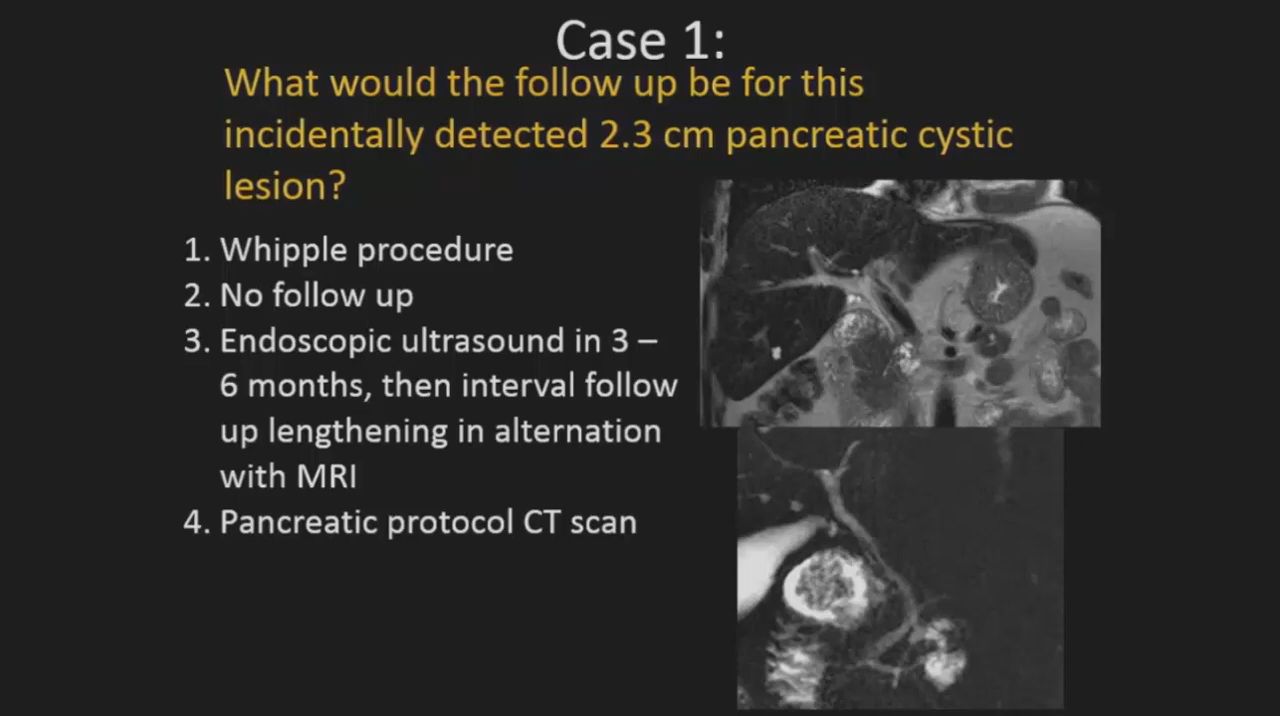 Case 1:
What would the follow up be for this
incidentally detected 2.3 cm pancreatic cystic
lesion?
1. Whipple procedure
2. No follow up
3. Endoscopic ultrasound in 3 –
6 months, then interval follow
up lengthening in alternation
with MRI
4. Pancreatic protocol CT scan